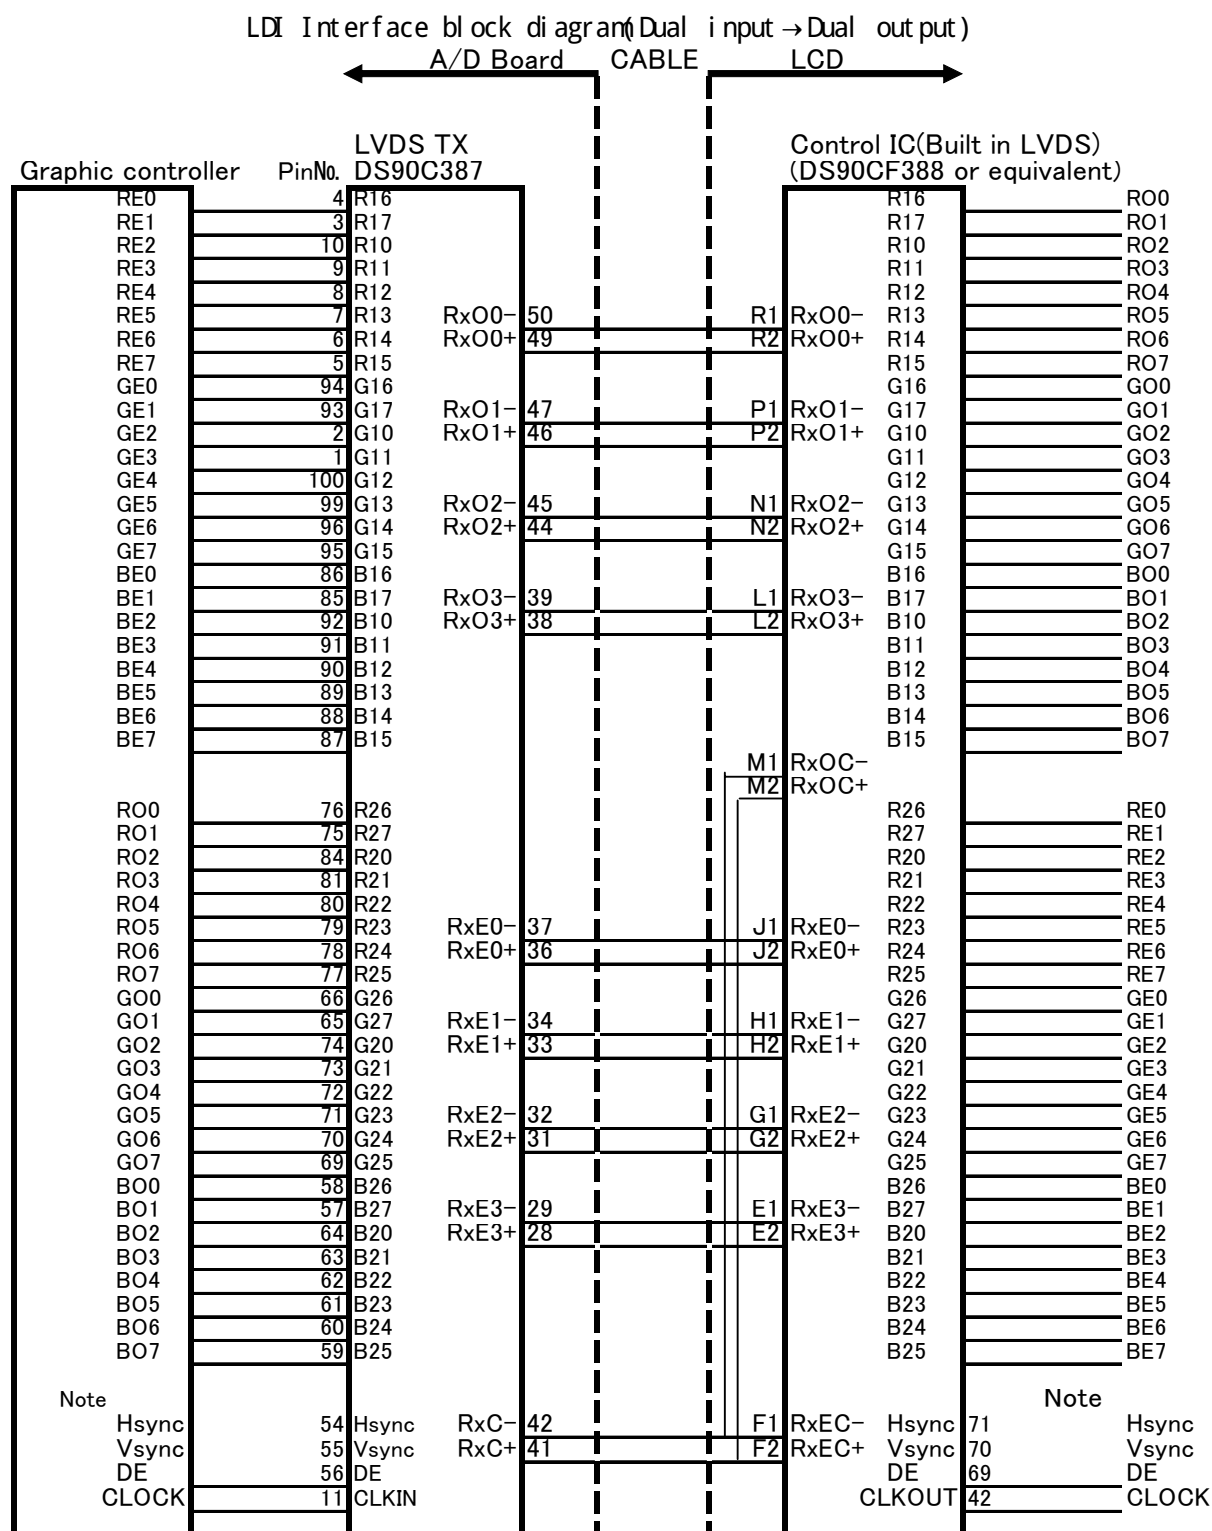 LDI Interface block diagram(Dual input→Dual output)
A/D Board CABLE LCD
LVDS TX Control IC(Built in LVDS)
Graphic controller PinNo. DS90C387 (DS90CF388 or equivalent)
RE0 4 R16 R16 RO0
RE1 3 R17 R17 RO1
RE2 10 R10 R10 RO2
RE3 9 R11 R11 RO3
RE4 8 R12 R12 RO4
RE5 7 R13 RxO0- 50 R1 RxO0- R13 RO5
RE6 6 R14 RxO0+ 49 R2 RxO0+ R14 RO6
RE7 5 R15 R15 RO7
GE0 94 G16 G16 GO0
GE1 93 G17 RxO1- 47 P1 RxO1- G17 GO1
GE2 2 G10 RxO1+ 46 P2 RxO1+ G10 GO2
GE3 1 G11 G11 GO3
GE4 100 G12 G12 GO4
GE5 99 G13 RxO2- 45 N1 RxO2- G13 GO5
GE6 96 G14 RxO2+ 44 N2 RxO2+ G14 GO6
GE7 95 G15 G15 GO7
BE0 86 B16 B16 BO0
BE1 85 B17 RxO3- 39 L1 RxO3- B17 BO1
BE2 92 B10 RxO3+ 38 L2 RxO3+ B10 BO2
BE3 91 B11 B11 BO3
BE4 90 B12 B12 BO4
BE5 89 B13 B13 BO5
BE6 88 B14 B14 BO6
BE7 87 B15 B15 BO7
M1 RxOC-
M2 RxOC+
RO0 76 R26 R26 RE0
RO1 75 R27 R27 RE1
RO2 84 R20 R20 RE2
RO3 81 R21 R21 RE3
RO4 80 R22 R22 RE4
RO5 79 R23 RxE0- 37 J1 RxE0- R23 RE5
RO6 78 R24 RxE0+ 36 J2 RxE0+ R24 RE6
RO7 77 R25 R25 RE7
GO0 66 G26 G26 GE0
GO1 65 G27 RxE1- 34 H1 RxE1- G27 GE1
GO2 74 G20 RxE1+ 33 H2 RxE1+ G20 GE2
GO3 73 G21 G21 GE3
GO4 72 G22 G22 GE4
GO5 71 G23 RxE2- 32 G1 RxE2- G23 GE5
GO6 70 G24 RxE2+ 31 G2 RxE2+ G24 GE6
GO7 69 G25 G25 GE7
BO0 58 B26 B26 BE0
BO1 57 B27 RxE3- 29 E1 RxE3- B27 BE1
BO2 64 B20 RxE3+ 28 E2 RxE3+ B20 BE2
BO3 63 B21 B21 BE3
BO4 62 B22 B22 BE4
BO5 61 B23 B23 BE5
BO6 60 B24 B24 BE6
BO7 59 B25 B25 BE7
Note Note
Hsync 54 Hsync RxC- 42 F1 RxEC- Hsync 71 Hsync
Vsync 55 Vsync RxC+ 41 F2 RxEC+ Vsync 70 Vsync
DE 56 DE DE 69 DE
CLOCK 11 CLKIN CLKOUT 42 CLOCK